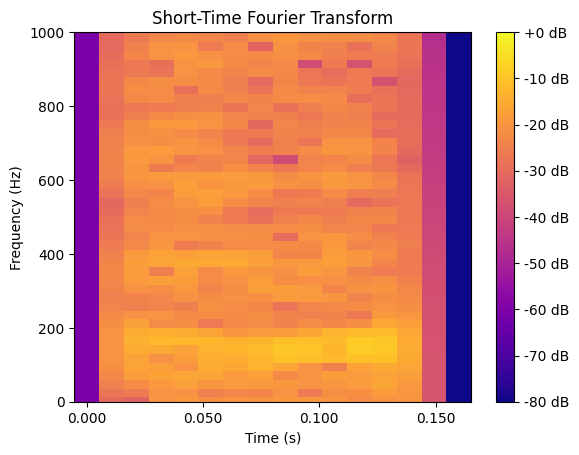 Short-Time Fourier Transform
1000
800
600
400
200
0
Frequency (Hz)
0.000
0.050
0.100
0.150
Time (s)
+0 dB
-10 dB
-20 dB
-30 dB
-40 dB
-50 dB
-60 dB
-70 dB
-80 dB